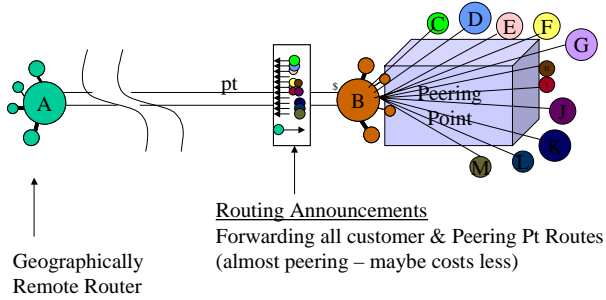 C
D
E
F
G
A
pt
$
B
Peering
Point
J
K
L
M
Routing Announcements
Forwarding all customer & Peering Pt Routes
(almost peering – maybe costs less)
Geographically
Remote Router